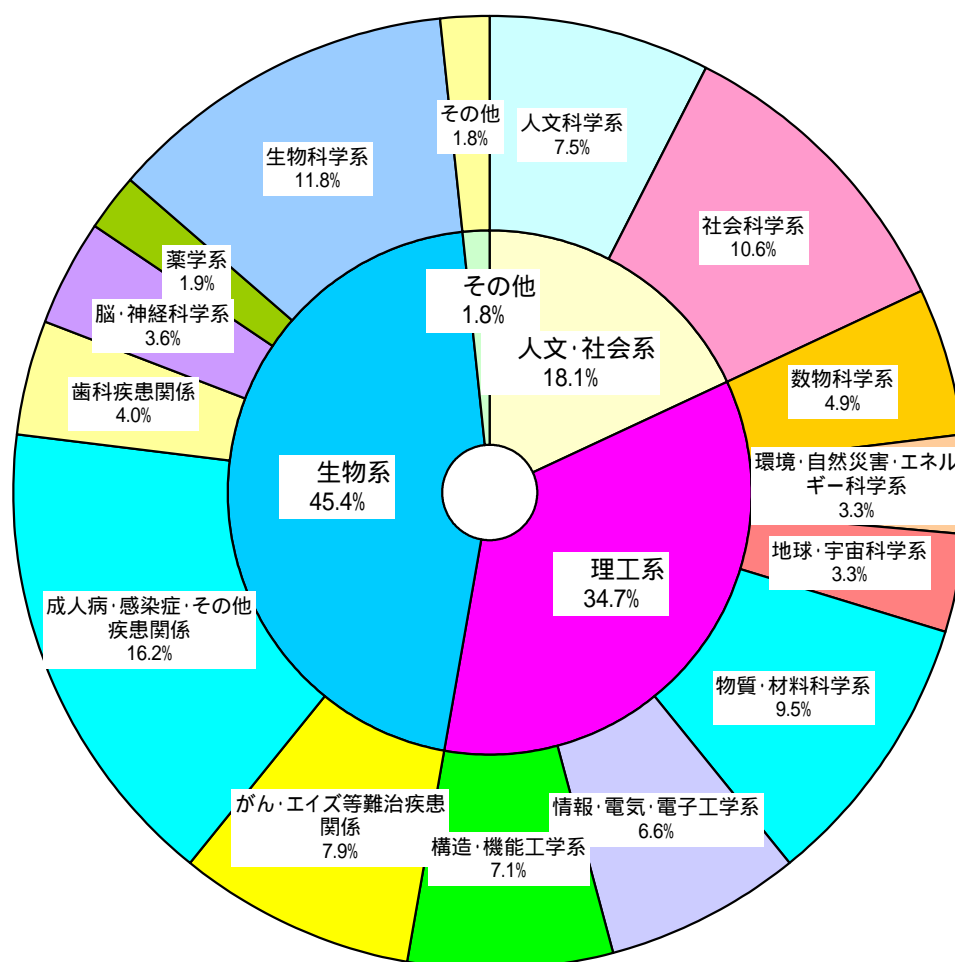 その他
1.8%
人文科学系
7.5%
社会科学系
10.6%
数物科学系
4.9%
環境・自然災害・エネル
ギー科学系
3.3%
地球・宇宙科学系
3.3%
物質・材料科学系
9.5%
情報・電気・電子工学系
6.6%
構造・機能工学系
7.1%
がん・エイズ等難治疾患
関係
7.9%
成人病・感染症・その他
疾患関係
16.2%
歯科疾患関係
4.0%
脳・神経科学系
3.6%
薬学系
1.9%
生物科学系
11.8%
その他
1.8%
人文・社会系
18.1%
理工系
34.7%
生物系
45.4%